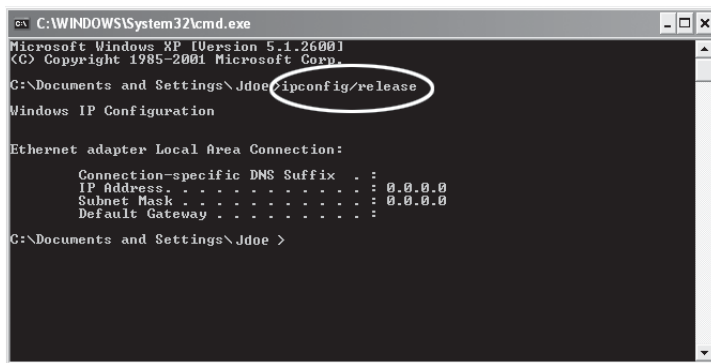 C:\WINDOWS\System32\cmd.exe
Microsoft Windows XP [Version 5.1.2600]
(C) Copyright 1985-2001 Microsoft Corp.
C:\Documents and Settings\Jdoe>ipconfig/release
Windows IP Configuration
Ethernet adapter Local Area Connection:
Connection-specific DNS Suffix . :
IP Address. . . . . . . . . . . . : 0.0.0.0
Subnet Mask . . . . . . . . . . . : 0.0.0.0
Default Gateway . . . . . . . . . :
C:\Documents and Settings\Jdoe >